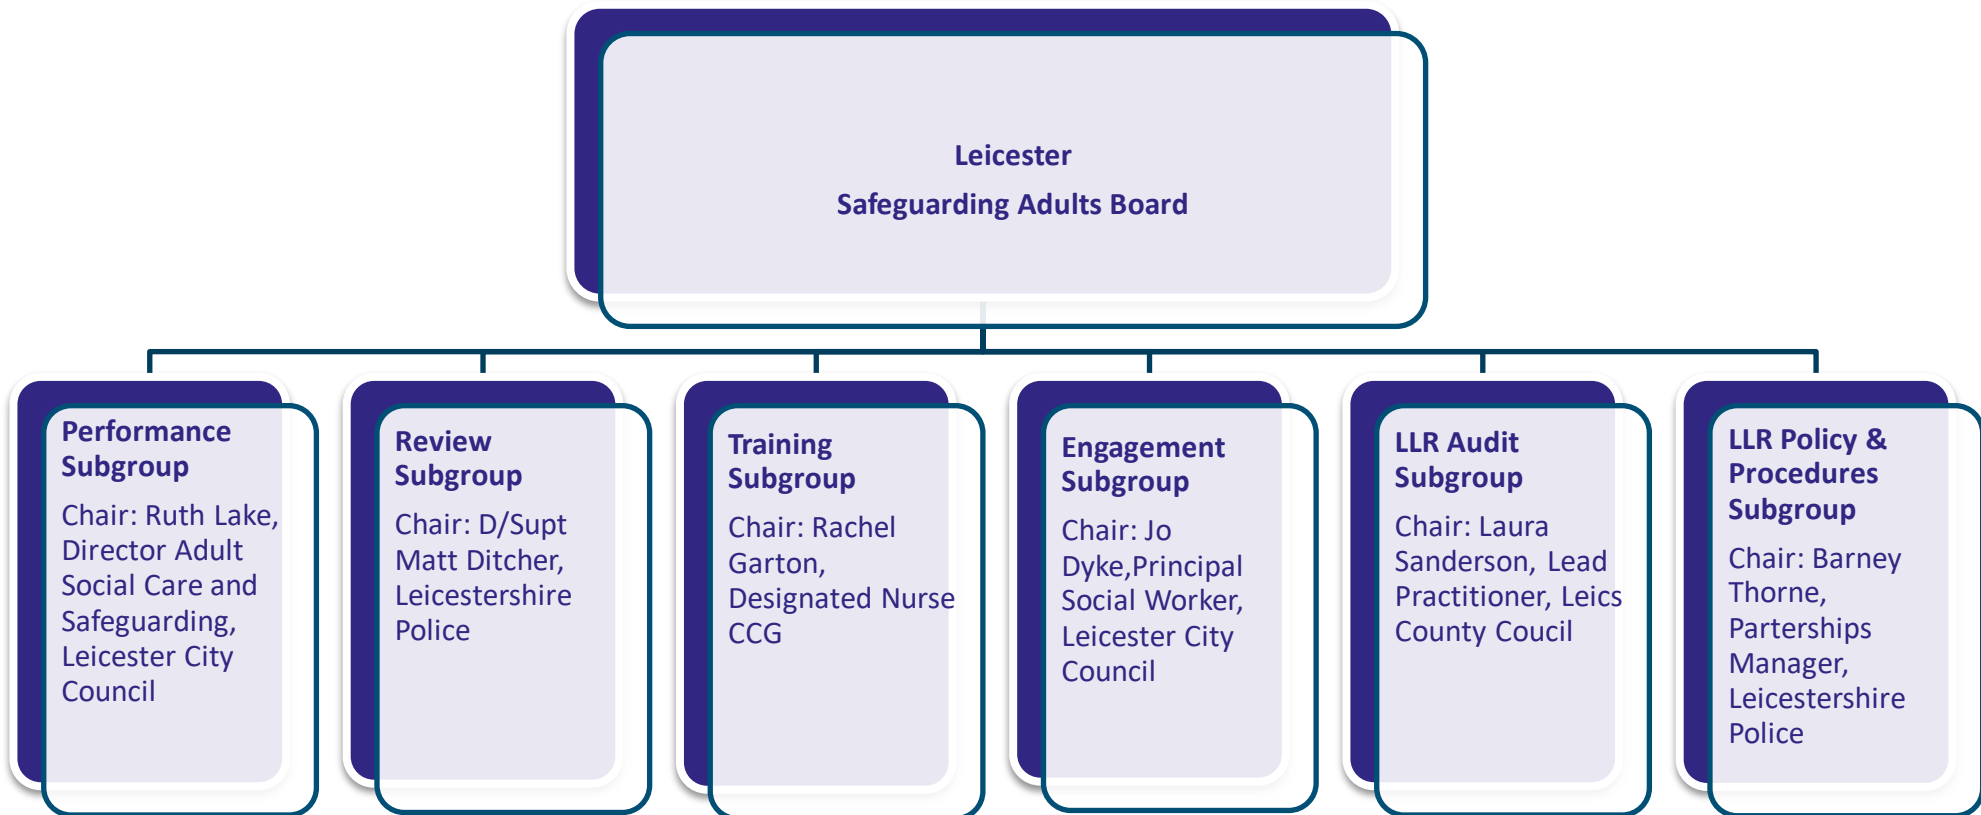 Leicester
Safeguarding Adults Board
Performance
Subgroup
Chair: Ruth Lake,
Director Adult
Social Care and
Safeguarding,
Leicester City
Council
Review
Subgroup
Chair: D/Supt
Matt Ditcher,
Leicestershire
Police
Training
Subgroup
Chair: Rachel
Garton,
Designated Nurse
CCG
Engagement
Subgroup
Chair: Jo
Dyke,Principal
Social Worker,
Leicester City
Council
LLR Audit
Subgroup
Chair: Laura
Sanderson, Lead
Practitioner, Leics
County Coucil
LLR Policy &
Procedures
Subgroup
Chair: Barney
Thorne,
Parterships
Manager,
Leicestershire
Police